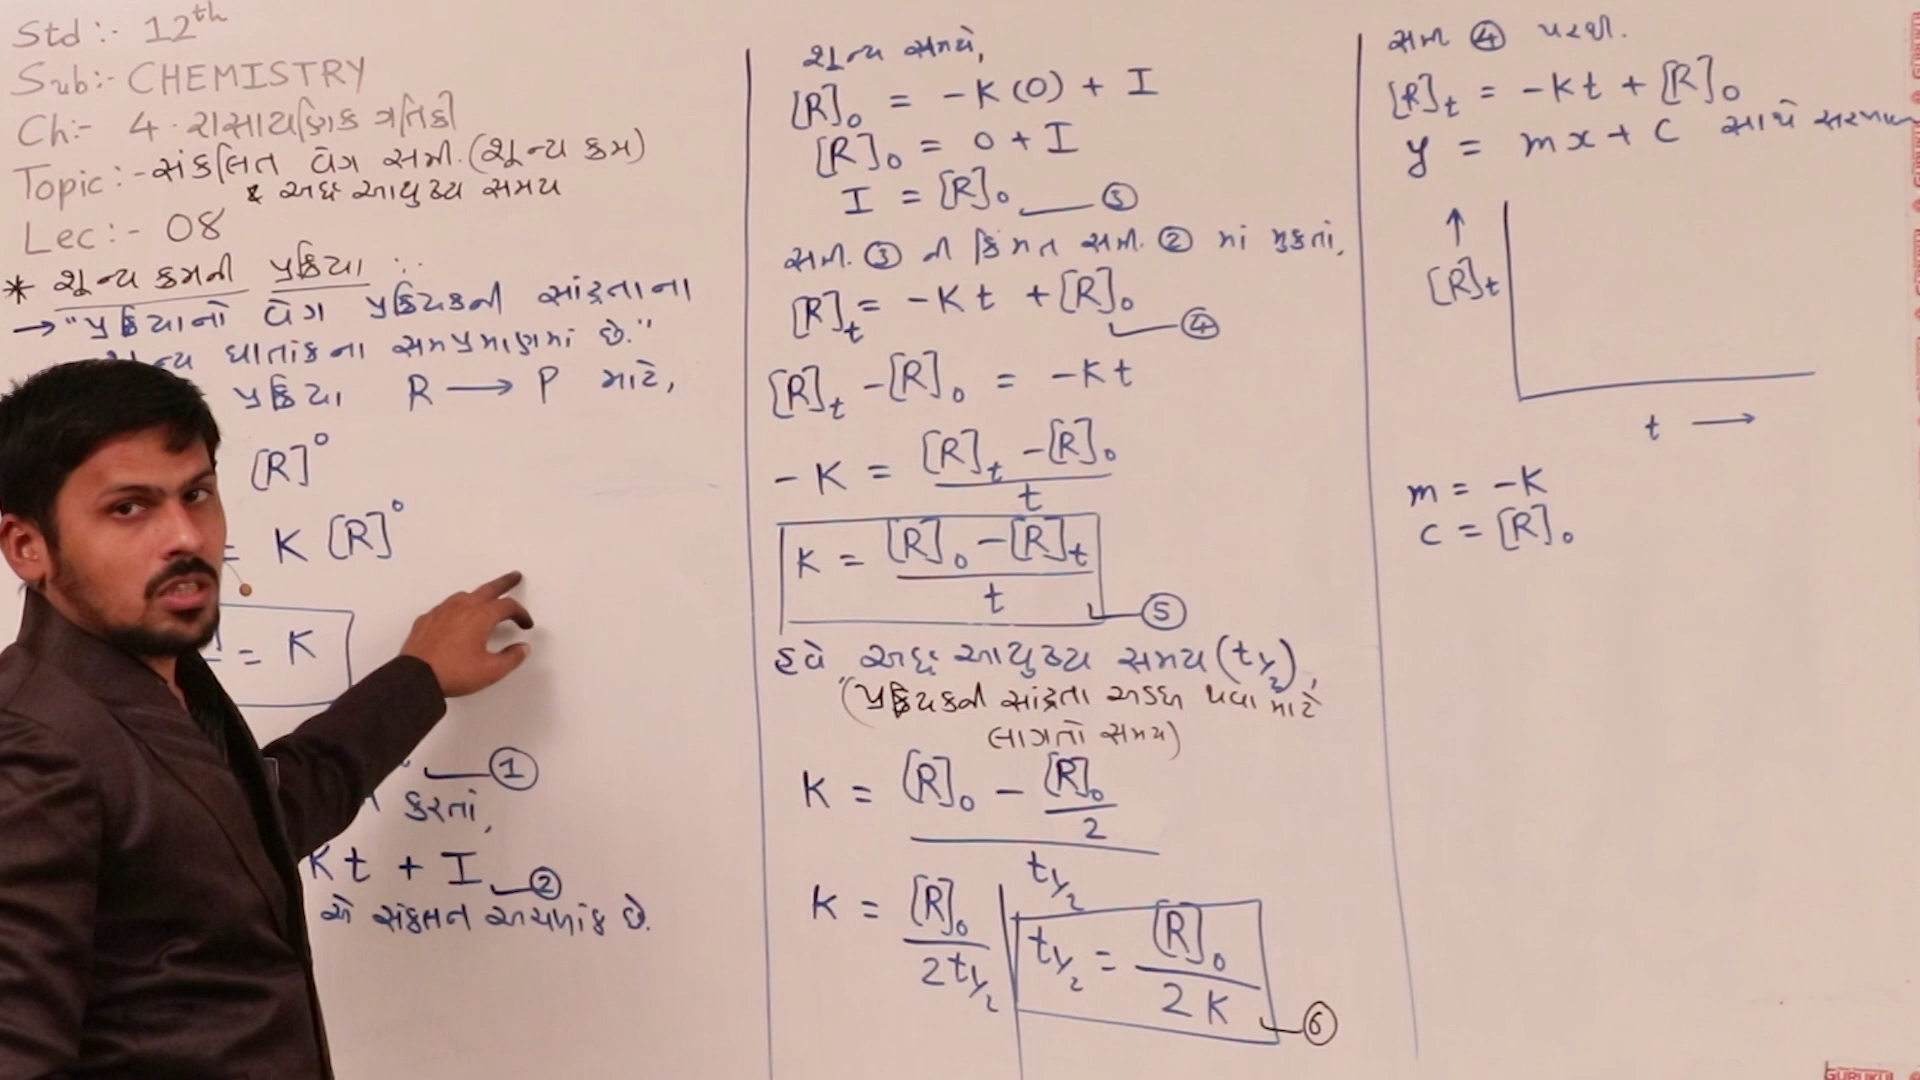 Std :- 12th
Sub:- CHEMISTRY
Ch:- 4. રાસાયણિક ગતિકી
Topic :- સંકલિત વેગ સમી. (શૂન્ય ક્રમ)
& અર્ધ આયુષ્ય સમય
Lec :- 08
* શૂન્ય ક્રમની પ્રક્રિયા :-
→ "પ્રક્રિયાનો વેગ પ્રક્રિયકની સાંદ્રતાના
શૂન્ય ઘાતાંકના સમપ્રમાણમાં છે."
પ્રક્રિયા R ⟶ P માટે,
[R]⁰
= K [R]⁰
= K
①
કરતાં,
Kt + I ②
એ સંકલન અચળાંક છે.
શૂન્ય સમયે,
[R]₀ = -K (0) + I
[R]₀ = 0 + I
I = [R]₀ ③
સમી. ③ ની કિંમત સમી. ② માં મુકતાં,
[R]t = -Kt + [R]₀ ④
[R]t - [R]₀ = -Kt
-K = [R]t - [R]₀ / t
K = [R]₀ - [R]t / t ⑤
હવે અર્ધ આયુષ્ય સમય (t½),
(પ્રક્રિયકની સાંદ્રતા અડધા થવા માટે
લાગતો સમય)
K = [R]₀ - [R]₀/2 / t½
K = [R]₀ / 2t½
t½ = [R]₀ / 2K ⑥
સમી ④ પરથી.
[R]t = -Kt + [R]₀
y = mx + c સાથે
↑
[R]t
t ⟶
m = -K
c = [R]₀
GURUKUL